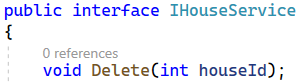 public interface IHouseService
{
0 references
void Delete(int houseId);